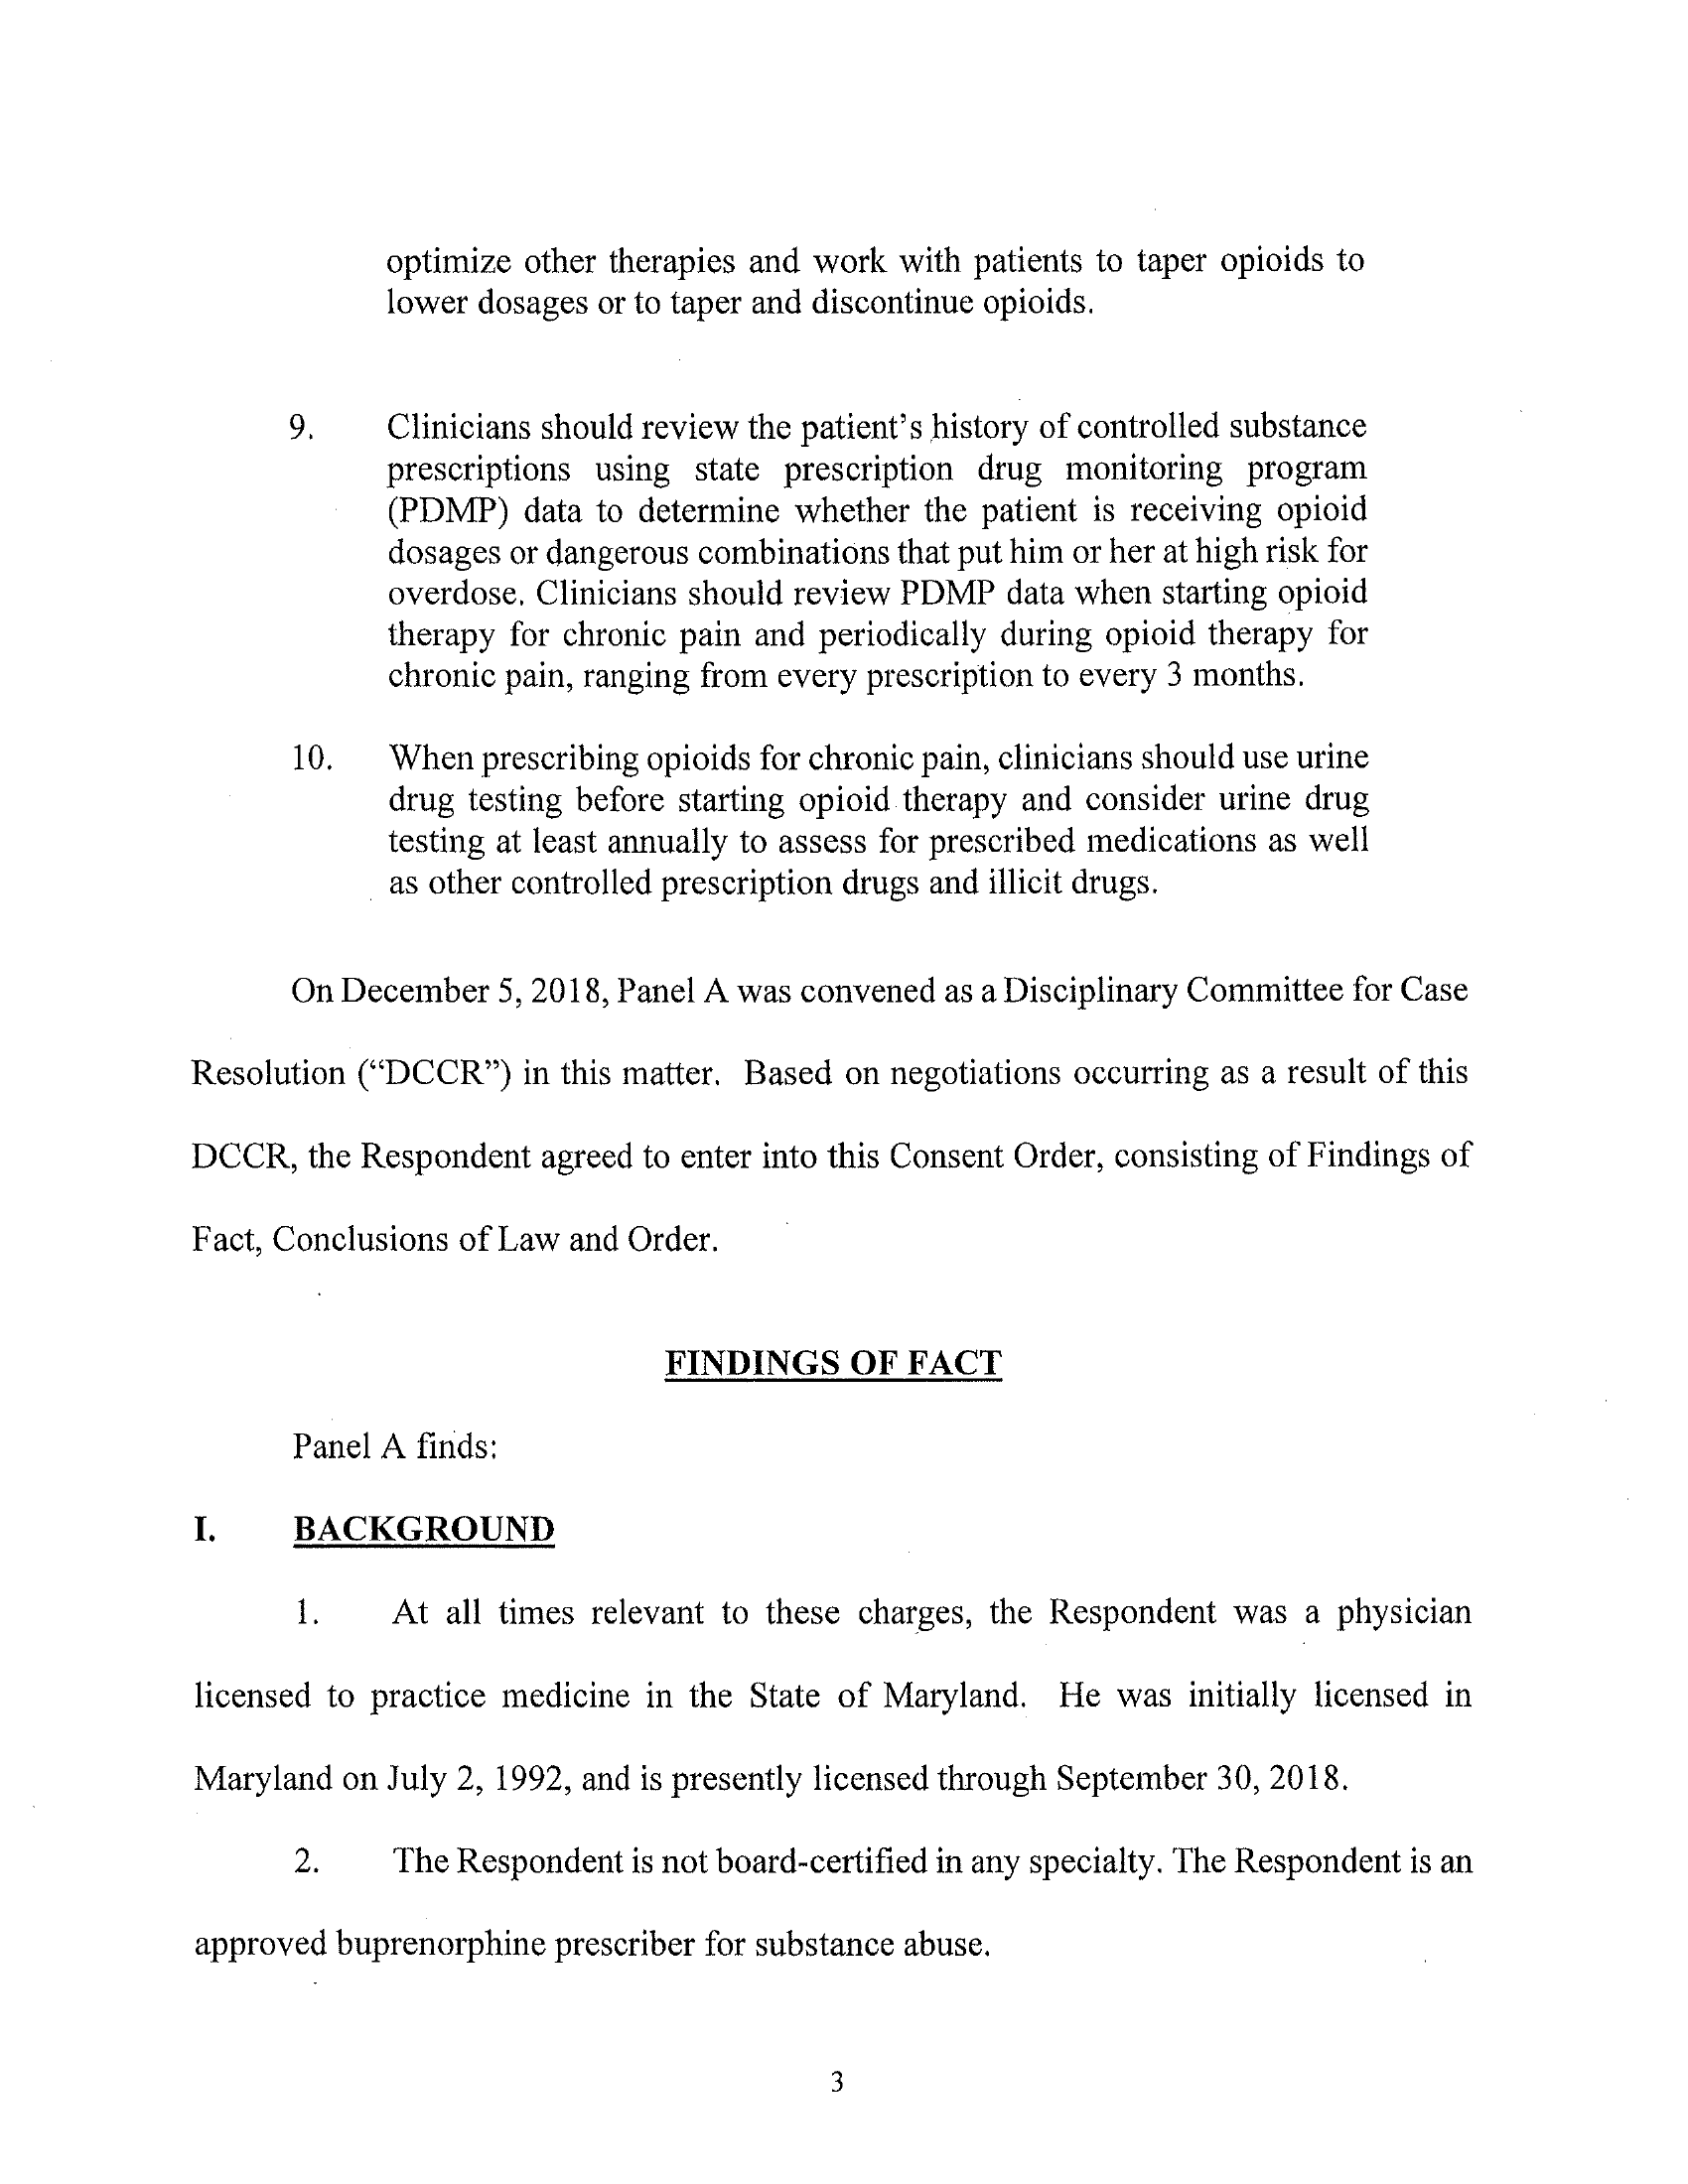 optimize other therapies and work with patients to taper opioids to
lower dosages or to taper and discontinue opioids.
9. Clinicians should review the patient's history of controlled substance
prescriptions using state prescription drug monitoring program
(PDMP) data to determine whether the patient is receiving opioid
dosages or dangerous combinations that put him or her at high risk for
overdose. Clinicians should review PDMP data when starting opioid
therapy for chronic pain and periodically during opioid therapy for
chronic pain, ranging from every prescription to every 3 months.
10. When prescribing opioids for chronic pain, clinicians should use urine
drug testing before starting opioid therapy and consider urine drug
testing at least annually to assess for prescribed medications as well
as other controlled prescription drugs and illicit drugs.
On December 5, 2018, Panel A was convened as a Disciplinary Committee for Case
Resolution ("DCCR") in this matter. Based on negotiations occurring as a result of this
DCCR, the Respondent agreed to enter into this Consent Order, consisting of Findings of
Fact, Conclusions of Law and Order.
FINDINGS OF FACT
Panel A finds:
I. BACKGROUND
1. At all times relevant to these charges, the Respondent was a physician
licensed to practice medicine in the State of Maryland. He was initially licensed in
Maryland on July 2, 1992, and is presently licensed through September 30, 2018.
2. The Respondent is not board-certified in any specialty. The Respondent is an
approved buprenorphine prescriber for substance abuse.
3